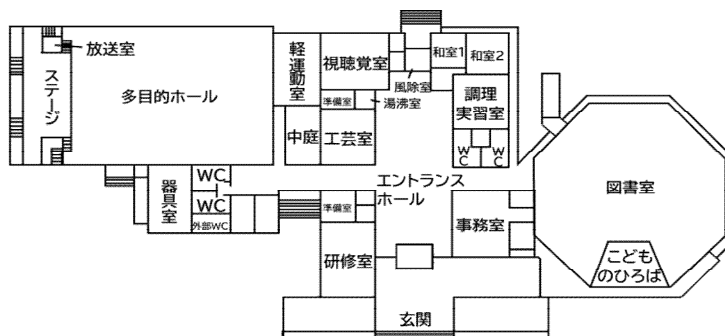 放送室
ステージ
多目的ホール
軽運動室
視聴覚室
準備室
湯沸室
風除室
和室1
和室2
調理
実習室
中庭
工芸室
WC
WC
WC
WC
外部WC
器具室
エントランス
ホール
準備室
研修室
事務室
玄関
図書室
こども
のひろば